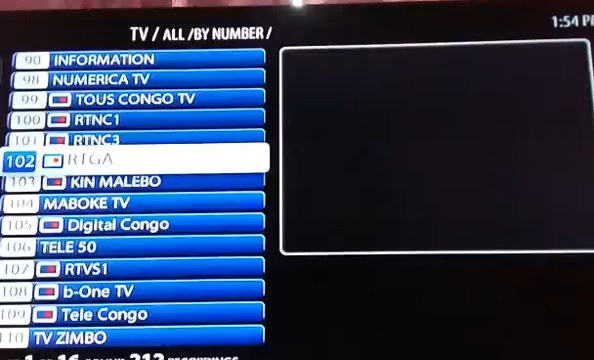 TV / ALL /BY NUMBER /
1:54 P
90 INFORMATION
98 NUMERICA TV
99 TOUS CONGO TV
100 RTNC1
101 RTNC3
102 RTGA
103 KIN MALEBO
104 MABOKE TV
105 Digital Congo
106 TELE 50
107 RTVS1
108 b-One TV
109 Tele Congo
110 TV ZIMBO